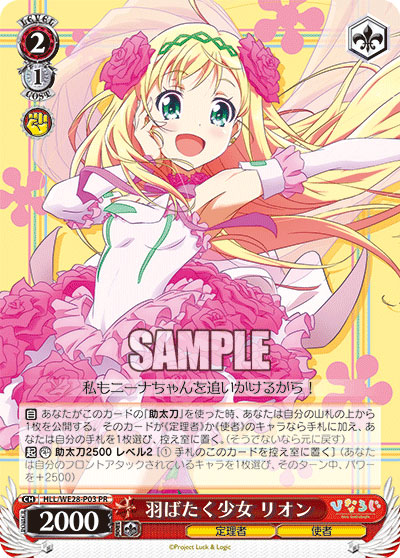 LEVEL
2
1
COST
SAMPLE
私もニーナちゃんを追いかけるから！
自 あなたがこのカードの「助太刀」を使った時、あなたは自分の山札の上から
1枚を公開する。そのカードが《定理者》か《使者》のキャラなら手札に加え、あ
なたは自分の手札を1枚選び、控え室に置く。（そうでないなら元に戻す）
起 助太刀2500 レベル2 ［① 手札のこのカードを控え室に置く］（あなたは
自分のフロントアタックされているキャラを1枚選び、そのターン中、パワー
を＋2500）
GH HLL/WE28-P03 PR
2000
羽ばたく少女 リオン
ひなろじ
定理者
使者
©Project Luck & Logic